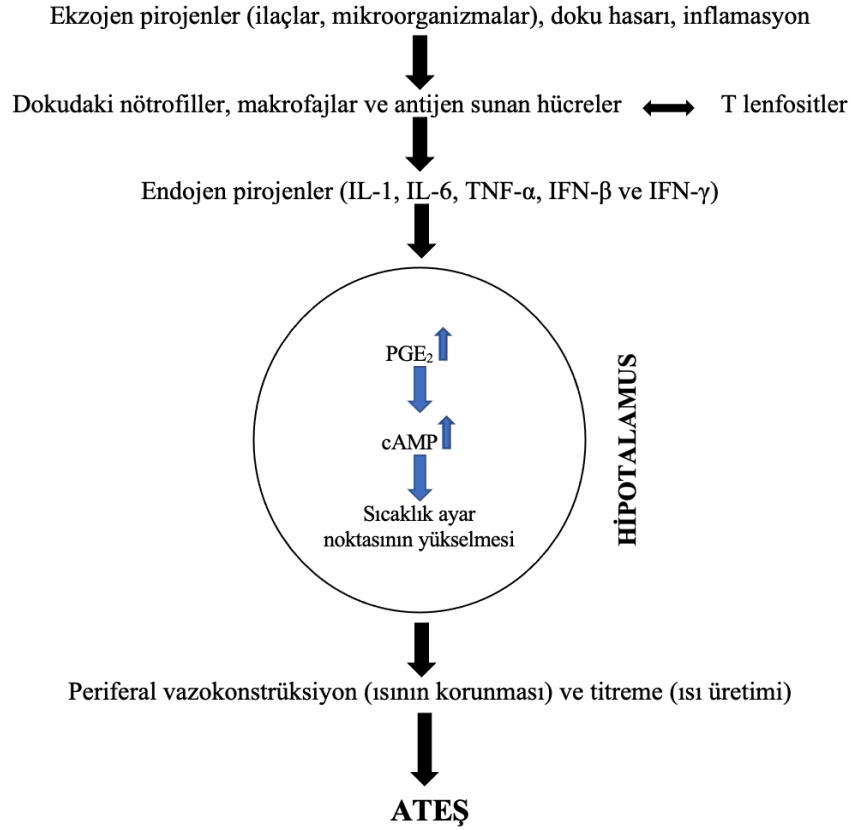 Ekzojen pirojenler (ilaçlar, mikroorganizmalar), doku hasarı, inflamasyon
Dokudaki nötrofiller, makrofajlar ve antijen sunan hücreler T lenfositler
Endojen pirojenler (IL-1, IL-6, TNF-α, IFN-β ve IFN-γ)
PGE₂
cAMP
Sıcaklık ayar
noktasının yükselmesi
HİPOTALAMUS
Periferal vazokonstrüksiyon (ısının korunması) ve titreme (ısı üretimi)
ATEŞ